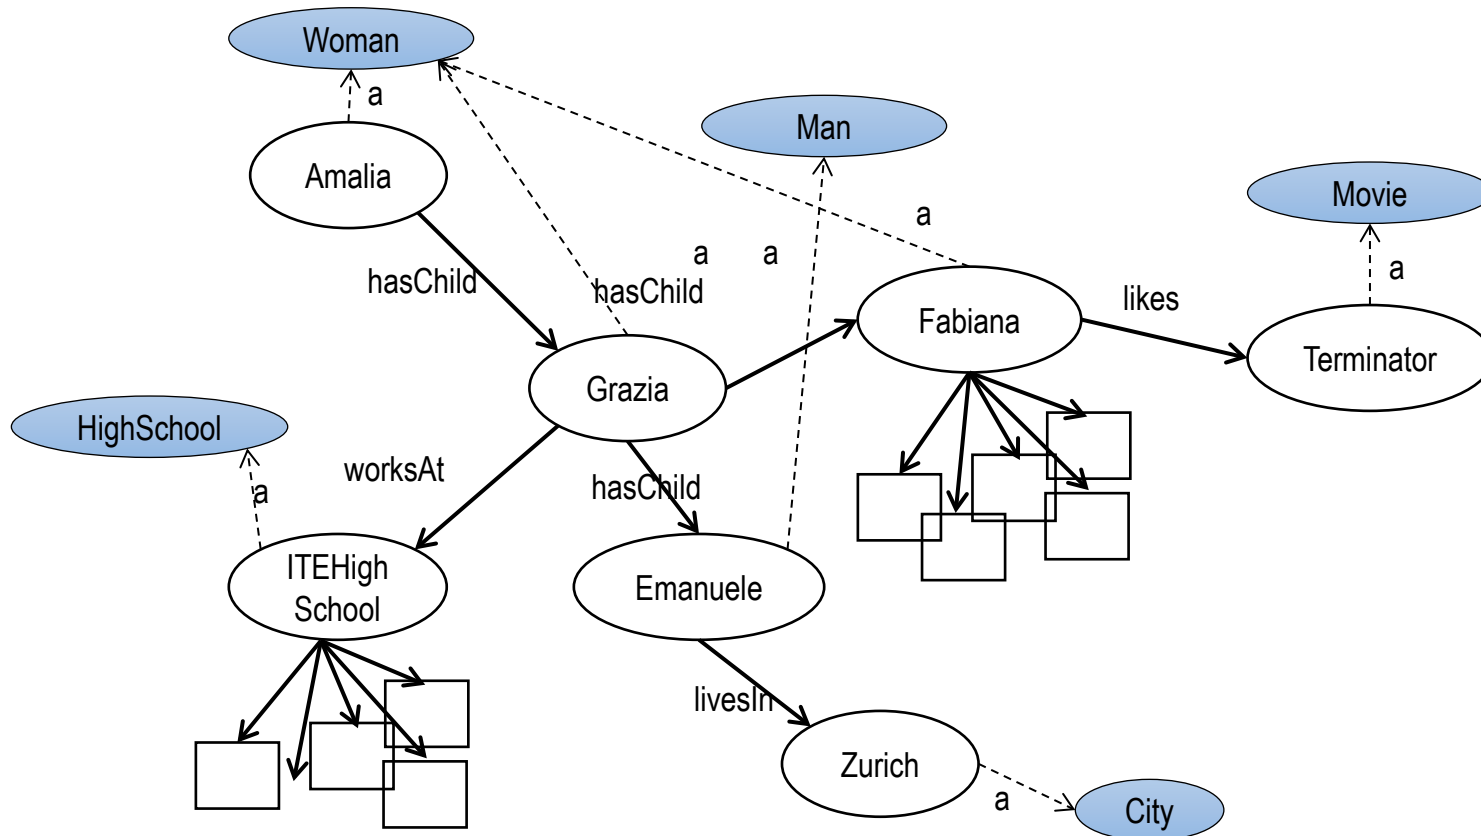 Woman
a
Man
Amalia
Movie
a
a
a
a
hasChild
hasChild
likes
Fabiana
Terminator
Grazia
HighSchool
worksAt
hasChild
a
ITEHigh
School
Emanuele
livesIn
Zurich
a
City